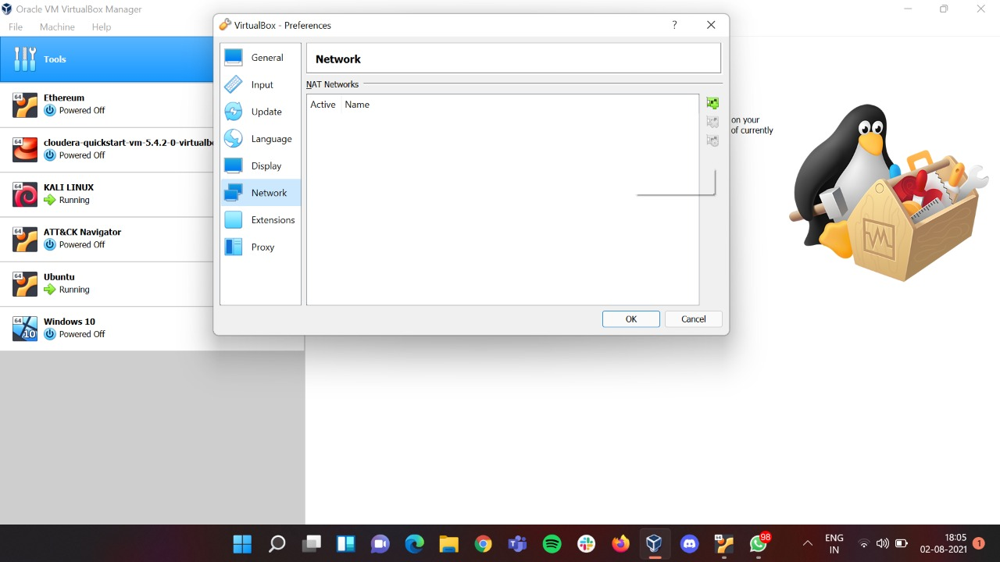 Oracle VM VirtualBox Manager
File Machine Help
Tools
64 Ethereum
Powered Off
64 cloudera-quickstart-vm-5.4.2-0-virtualb
Powered Off
64 KALI LINUX
Running
64 ATT&CK Navigator
Powered Off
64 Ubuntu
Running
64 10 Windows 10
Powered Off
VirtualBox - Preferences ?
General
Input
Update
Language
Display
Network
Extensions
Proxy
Network
NAT Networks
Active Name
OK Cancel
on your
of currently
64
98
ENG
IN
18:05
02-08-2021
1